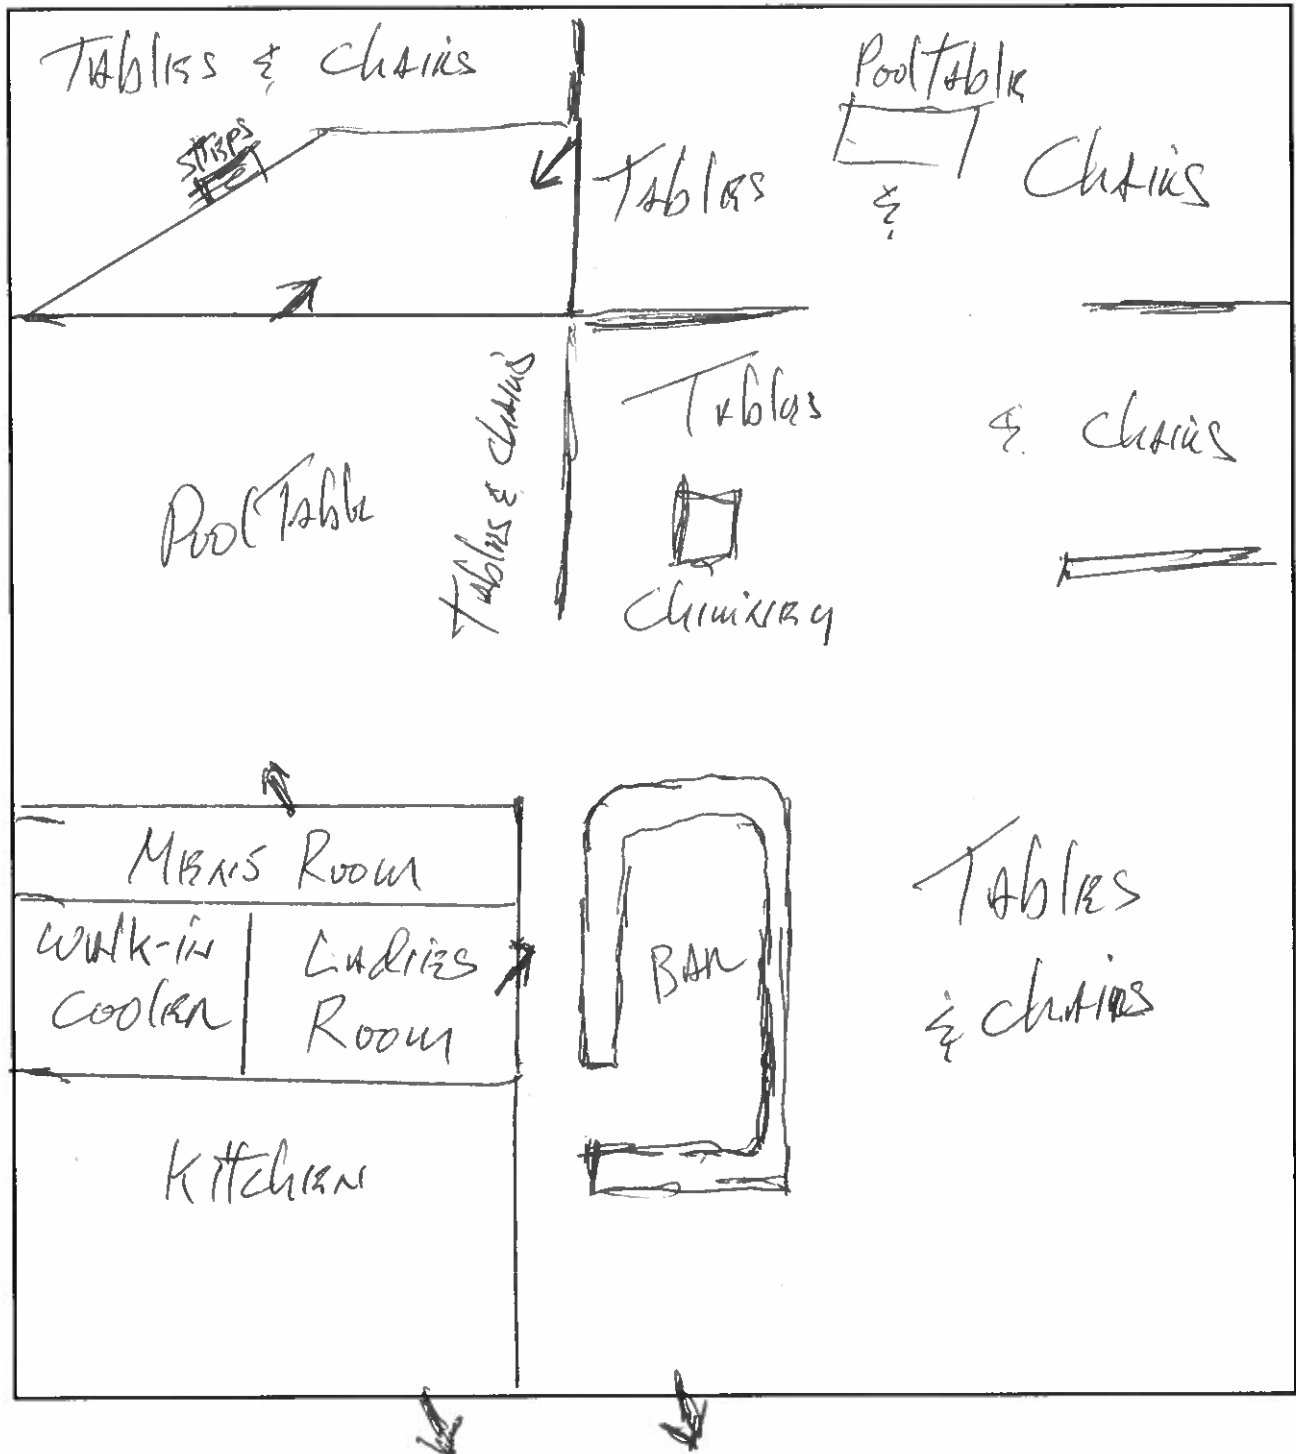 Tables & Chairs
Pool Table
Steps
Tables & Chairs
Tables & Chairs
Tables & Chairs
Pool Table
Chiminey
Mens Room
Walk-in
Cooler
Ladies
Room
BAR
Tables
& Chairs
Kitchen